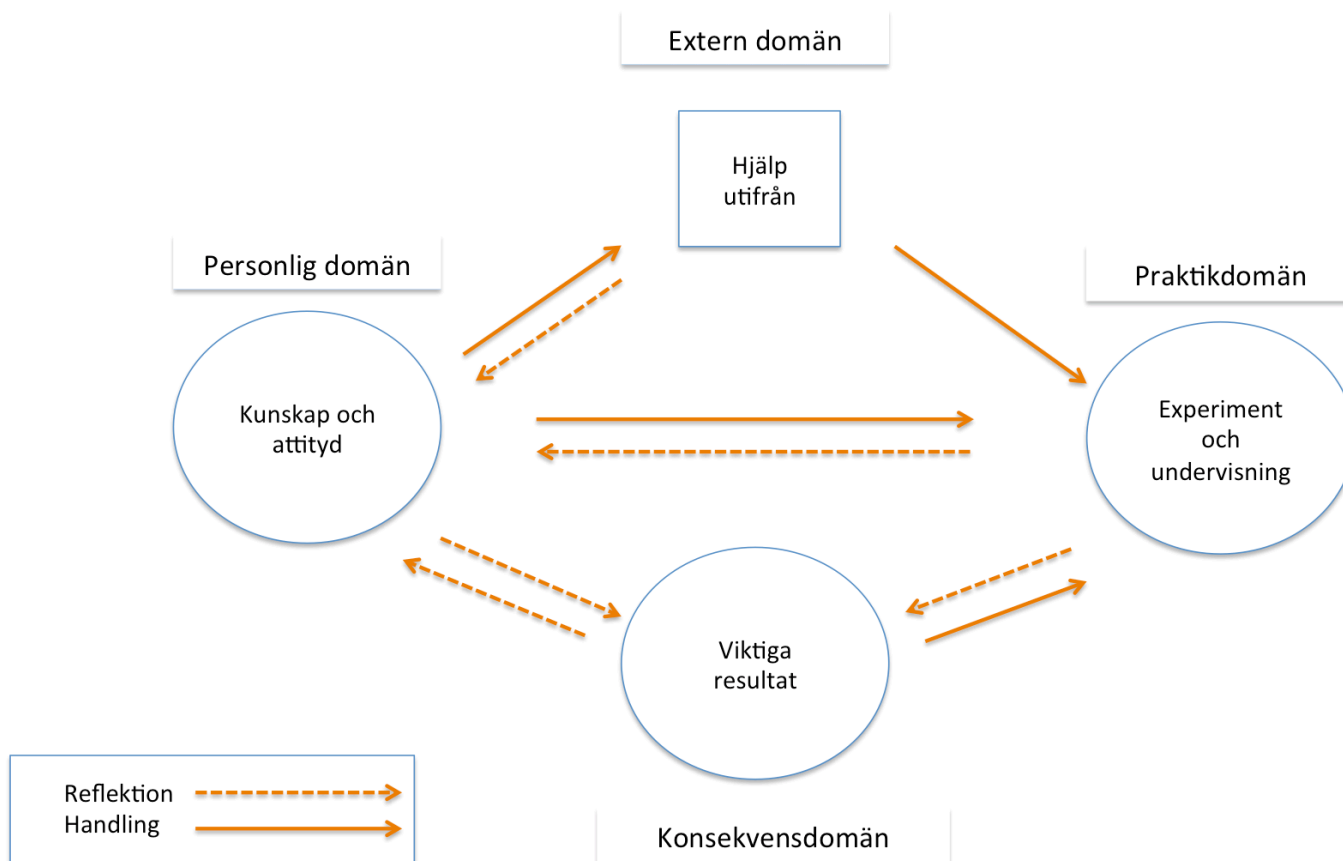 Extern domän
Hjälp
utifrån
Personlig domän
Praktikdomän
Kunskap och
attityd
Experiment
och
undervisning
Viktiga
resultat
Reflektion
Handling
Konsekvensdomän